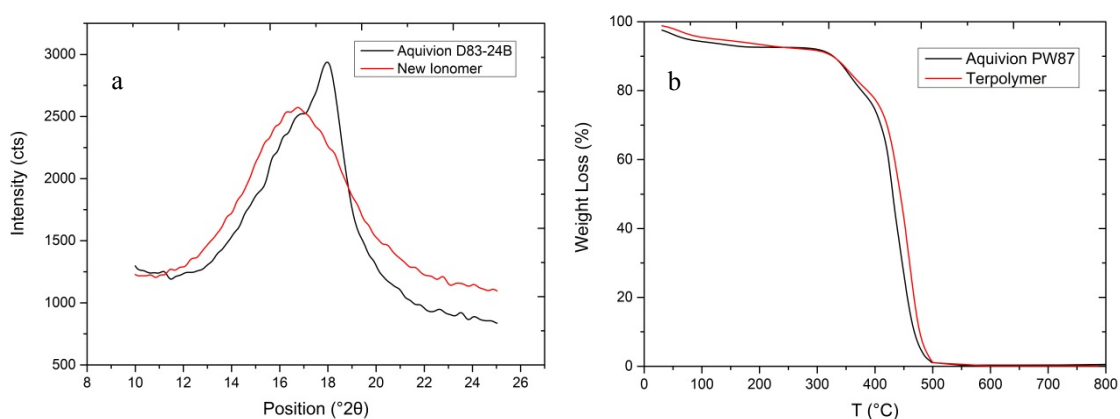 a
Aquivion D83-24B
New Ionomer
Intensity (cts)
3000
2500
2000
1500
1000
500
8 10 12 14 16 18 20 22 24 26
Position (°2θ)
b
Aquivion PW87
Terpolymer
Weight Loss (%)
100
80
60
40
20
0
0 100 200 300 400 500 600 700 800
T (°C)